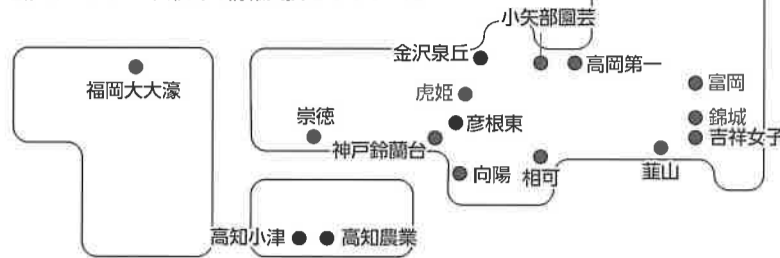 小矢部園芸
金沢泉丘
高岡第一
福岡大大濠
虎姫
富岡
崇徳
彦根東
錦城
神戸鈴蘭台
吉祥女子
向陽
相可
韮山
高知小津
高知農業